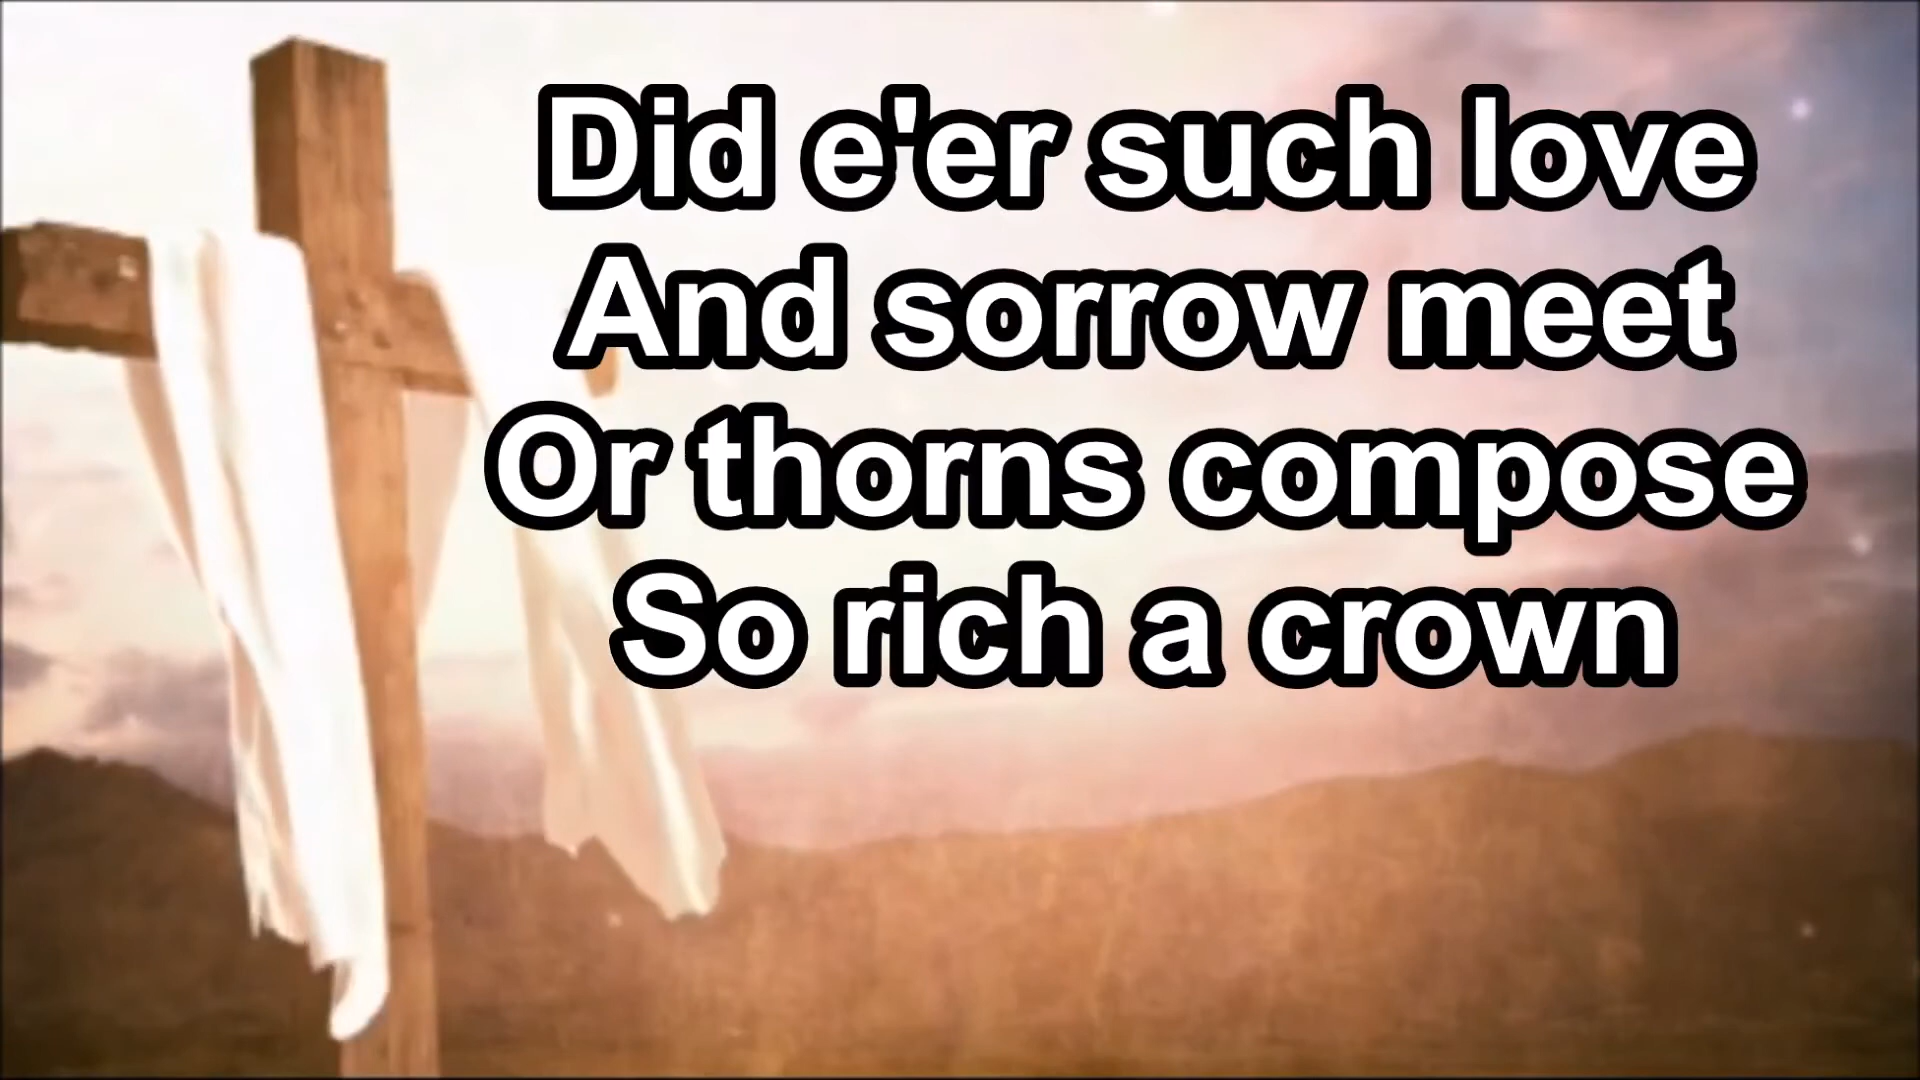 Did e'er such love
And sorrow meet
Or thorns compose
So rich a crown